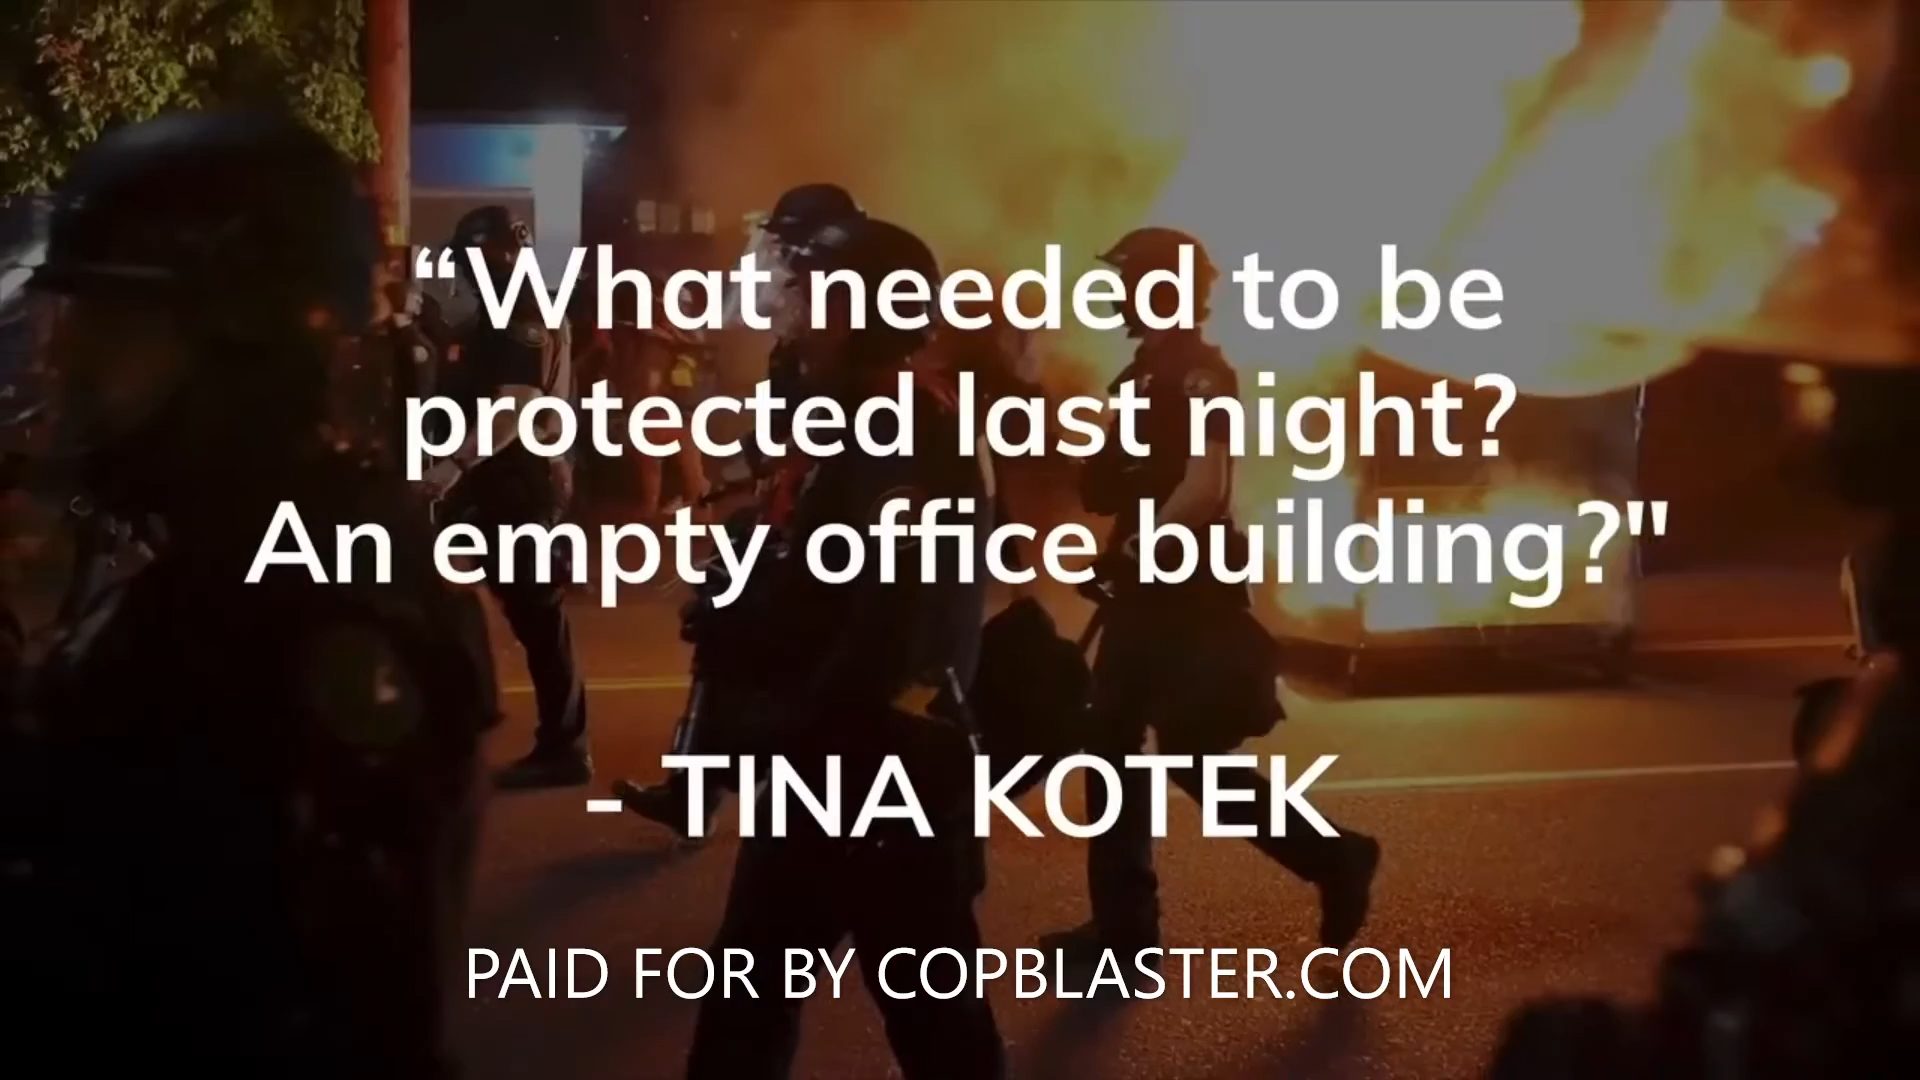 “What needed to be
protected last night?
An empty office building?"
- TINA KOTEK
PAID FOR BY COPBLASTER.COM